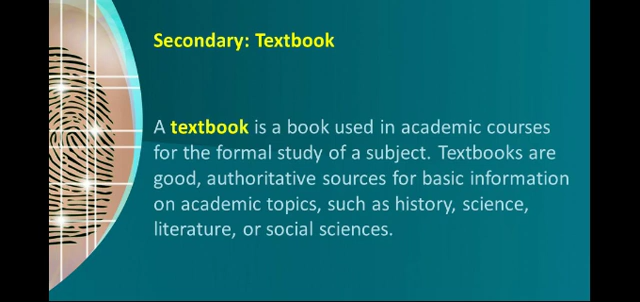 Secondary: Textbook
A textbook is a book used in academic courses
for the formal study of a subject. Textbooks are
good, authoritative sources for basic information
on academic topics, such as history, science,
literature, or social sciences.